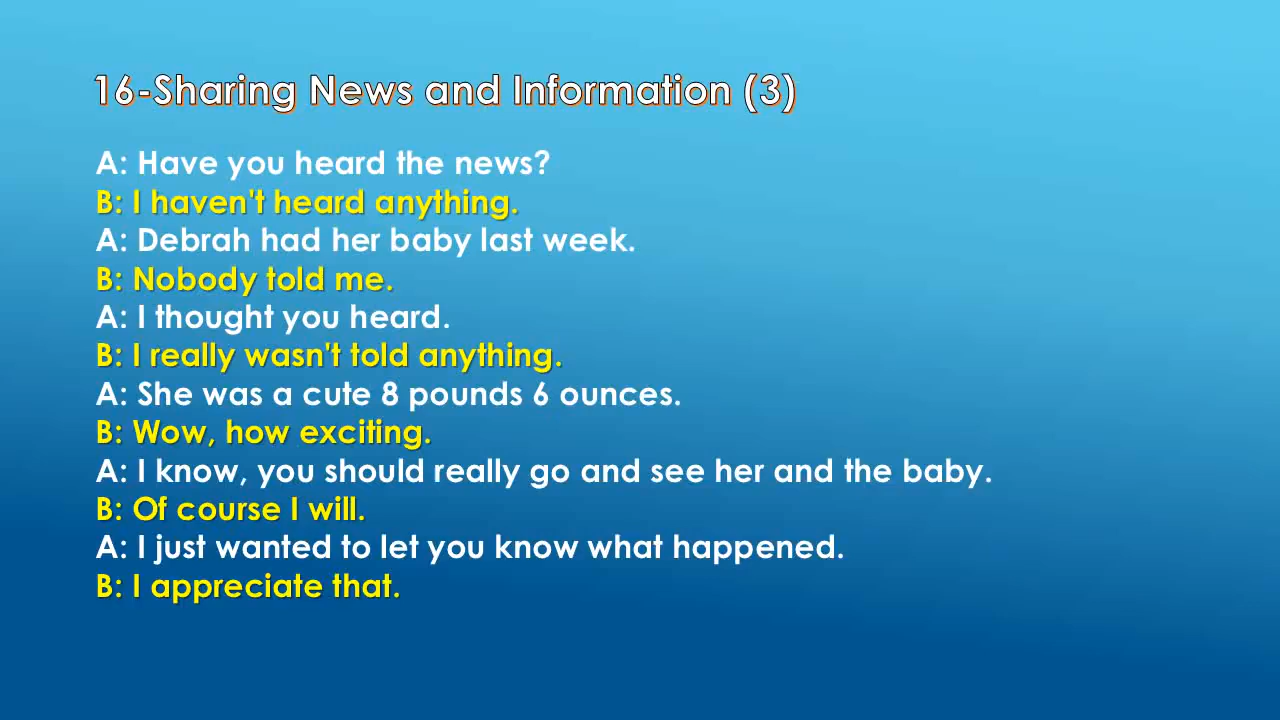 16-Sharing News and Information (3)
A: Have you heard the news?
B: I haven't heard anything.
A: Debrah had her baby last week.
B: Nobody told me.
A: I thought you heard.
B: I really wasn't told anything.
A: She was a cute 8 pounds 6 ounces.
B: Wow, how exciting.
A: I know, you should really go and see her and the baby.
B: Of course I will.
A: I just wanted to let you know what happened.
B: I appreciate that.